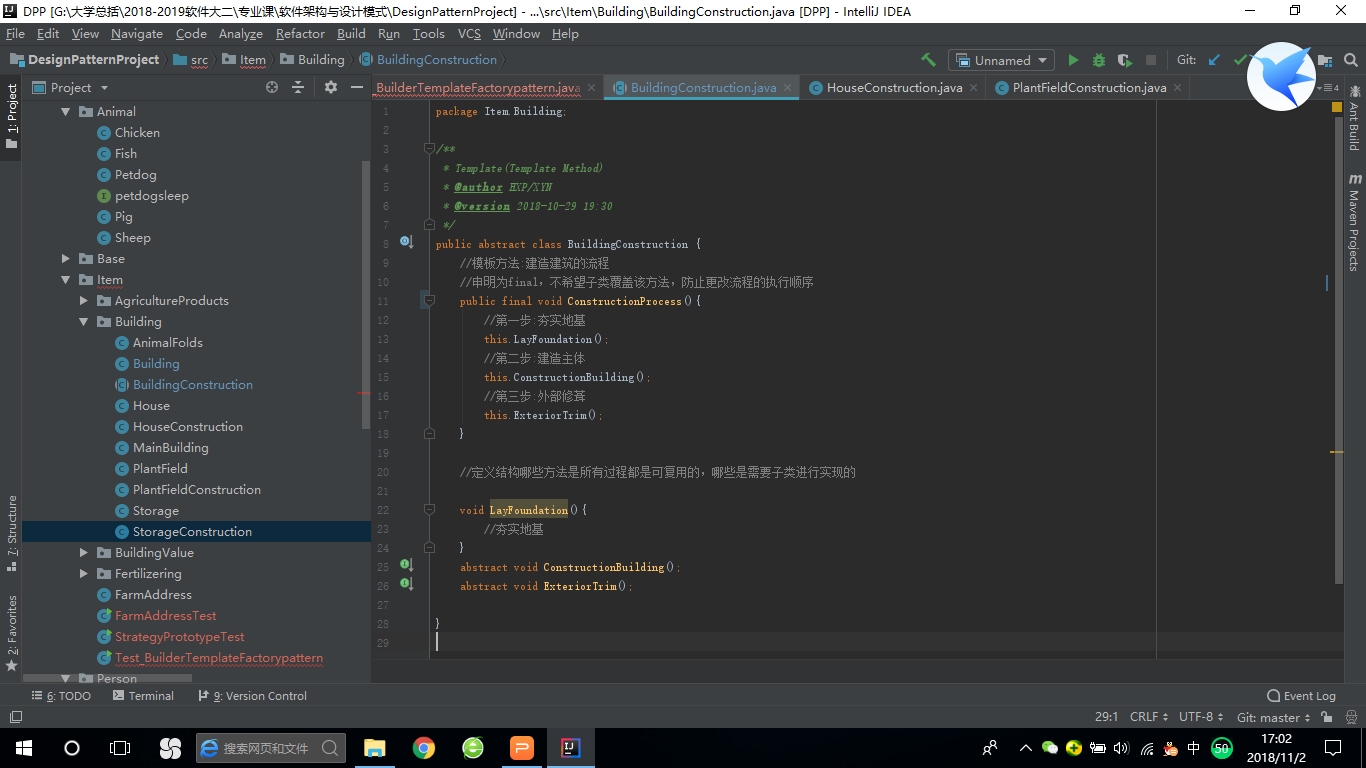 DPP [G:\大学总括\2018-2019软件大二\专业课\软件架构与设计模式\DesignPatternProject] - ...\src\Item\Building\BuildingConstruction.java [DPP] - IntelliJ IDEA
File Edit View Navigate Code Analyze Refactor Build Run Tools VCS Window Help
DesignPatternProject src Item Building BuildingConstruction Unnamed Git:
1: Project
Project
BuilderTemplateFactorypattern.java BuildingConstruction.java HouseConstruction.java PlantFieldConstruction.java 4
Animal
Chicken
Fish
Petdog
petdogsleep
Pig
Sheep
Base
Item
AgricultureProducts
Building
AnimalFolds
Building
BuildingConstruction
House
HouseConstruction
MainBuilding
PlantField
PlantFieldConstruction
Storage
StorageConstruction
BuildingValue
Fertilizering
FarmAddress
FarmAddressTest
StrategyPrototypeTest
Test_BuilderTemplateFactorypattern
Person
7: Structure
2: Favorites
1 package Item.Building;
2
3 /**
4 * Template(Template Method)
5 * @author HXP/XYN
6 * @version 2018-10-29 19:30
7 */
8 public abstract class BuildingConstruction {
9 //模板方法:建造建筑的流程
10 //申明为final，不希望子类覆盖该方法，防止更改流程的执行顺序
11 public final void ConstructionProcess(){
12 //第一步:夯实地基
13 this.LayFoundation();
14 //第二步:建造主体
15 this.ConstructionBuilding();
16 //第三步:外部修葺
17 this.ExteriorTrim();
18 }
19
20 //定义结构哪些方法是所有过程都是可复用的，哪些是需要子类进行实现的
21
22 void LayFoundation(){
23 //夯实地基
24 }
25 abstract void ConstructionBuilding();
26 abstract void ExteriorTrim();
27
28 }
29
Ant Build
Maven Projects
6: TODO Terminal 9: Version Control Event Log
29:1 CRLF UTF-8 Git: master
搜索网页和文件
中
50
17:02
2018/11/2